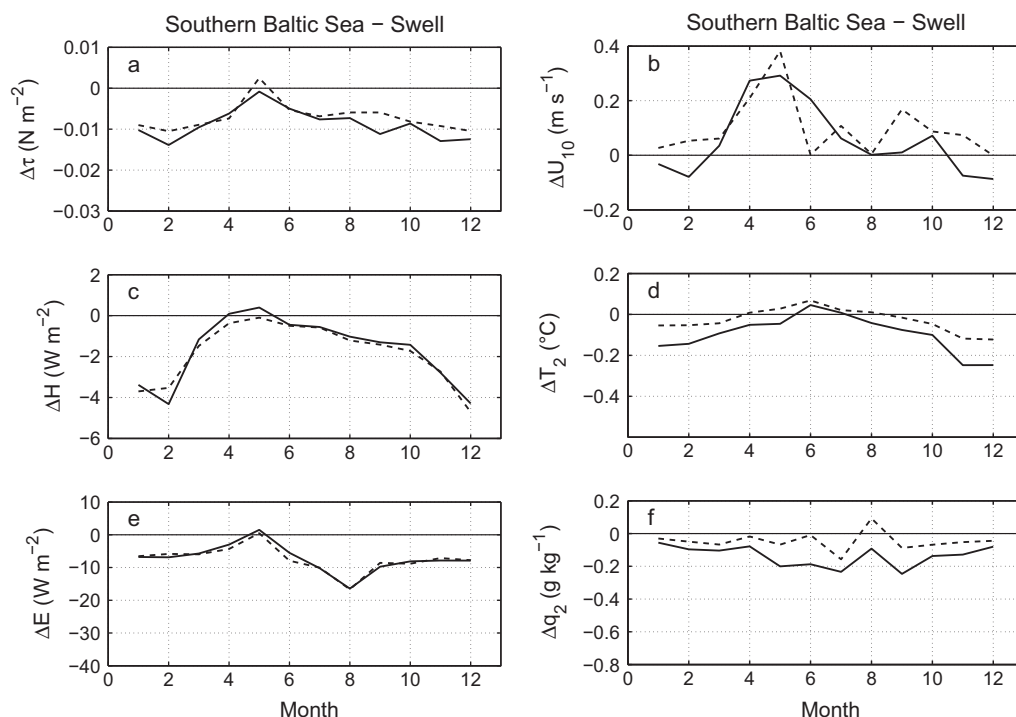 Southern Baltic Sea − Swell
a
0.01
0
−0.01
−0.02
−0.03
0 2 4 6 8 10 12
Month
Δτ (N m−2)
Southern Baltic Sea − Swell
b
0.4
0.2
0
−0.2
0 2 4 6 8 10 12
Month
ΔU10 (m s−1)
c
2
0
−2
−4
−6
0 2 4 6 8 10 12
Month
ΔH (W m−2)
d
0.2
0
−0.2
−0.4
0 2 4 6 8 10 12
Month
ΔT2 (°C)
e
10
0
−10
−20
−30
−40
0 2 4 6 8 10 12
Month
ΔE (W m−2)
f
0.2
0
−0.2
−0.4
−0.6
−0.8
0 2 4 6 8 10 12
Month
Δq2 (g kg−1)